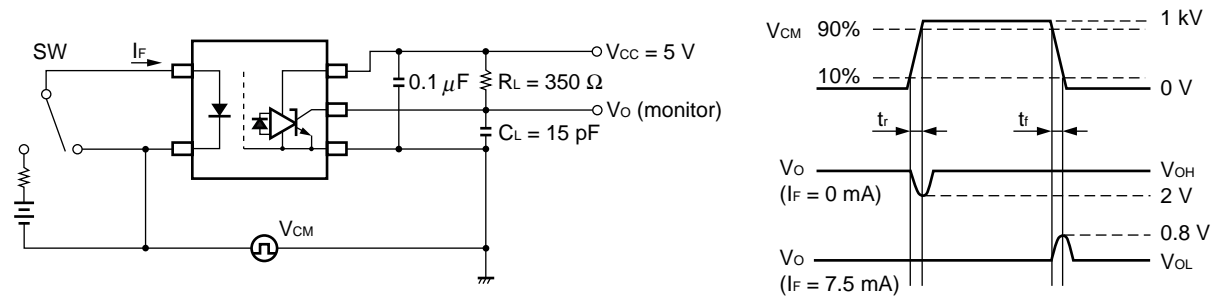 SW
IF
VCC = 5 V
0.1 μF
RL = 350 Ω
VO (monitor)
CL = 15 pF
VCM
VCM 90%
10%
1 kV
0 V
tr
tf
VO
(IF = 0 mA)
VOH
2 V
0.8 V
VO
(IF = 7.5 mA)
VOL